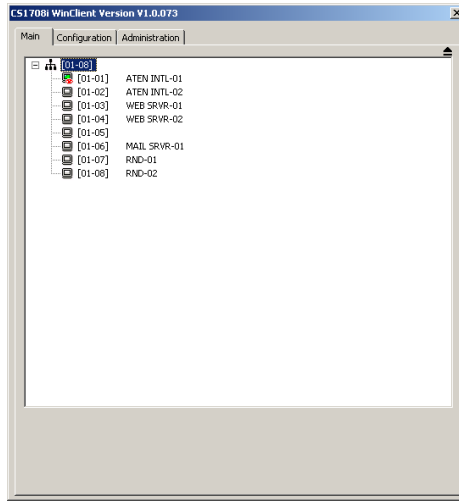 CS1708i WinClient Version V1.0.073
Main Configuration Administration
[01-08]
[01-01] ATEN INTL-01
[01-02] ATEN INTL-02
[01-03] WEB SRVR-01
[01-04] WEB SRVR-02
[01-05]
[01-06] MAIL SRVR-01
[01-07] RND-01
[01-08] RND-02